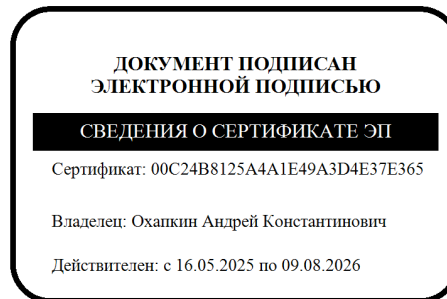 ДОКУМЕНТ ПОДПИСАН
ЭЛЕКТРОННОЙ ПОДПИСЬЮ
СВЕДЕНИЯ О СЕРТИФИКАТЕ ЭП
Сертификат: 00C24B8125A4A1E49A3D4E37E365
Владелец: Охапкин Андрей Константинович
Действителен: с 16.05.2025 по 09.08.2026